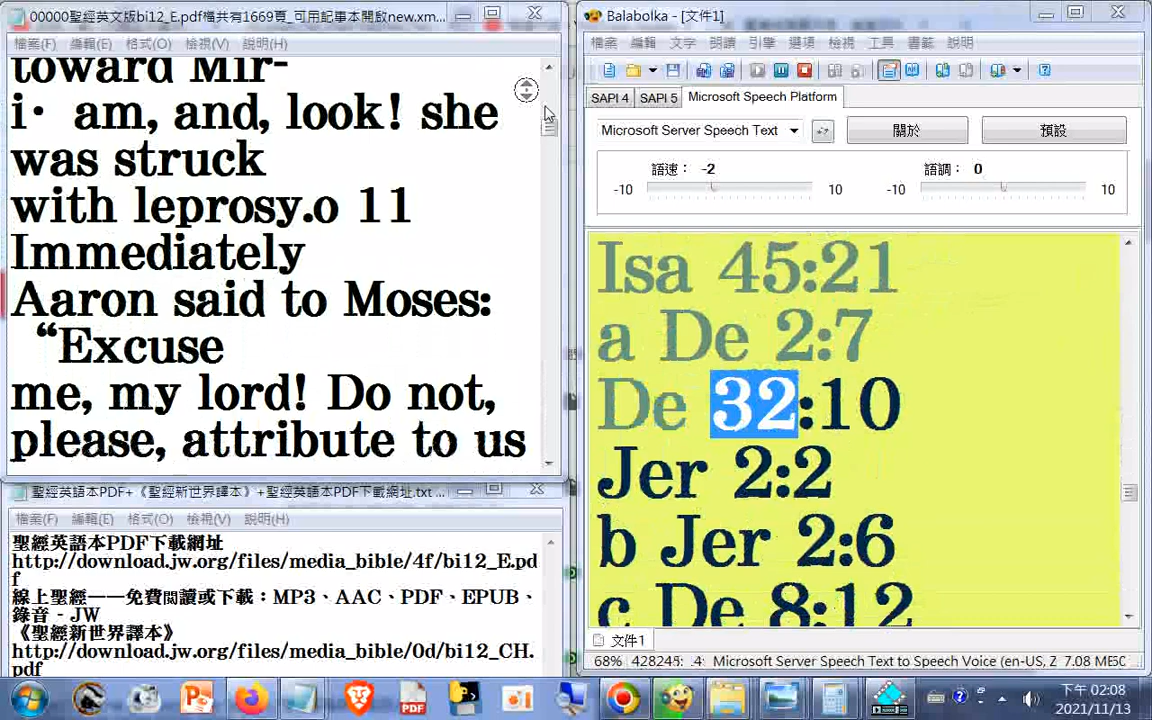 00000聖經英文版bi12_E.pdf檔共有1669頁_可用記事本開啟new.xm...
檔案(F) 編輯(E) 格式(O) 檢視(V) 說明(H)
toward Mir-
i· am, and, look! she
was struck
with leprosy.o 11
Immediately
Aaron said to Moses:
“Excuse
me, my lord! Do not,
please, attribute to us
聖經英語本PDF+《聖經新世界譯本》+聖經英語本PDF下載網址.txt ...
檔案(F) 編輯(E) 格式(O) 檢視(V) 說明(H)
聖經英語本PDF下載網址
http://download.jw.org/files/media_bible/4f/bi12_E.pd
f
線上聖經——免費閱讀或下載：MP3、AAC、PDF、EPUB、
錄音 - JW
《聖經新世界譯本》
http://download.jw.org/files/media_bible/0d/bi12_CH.
pdf
Balabolka - [文件1]
檔案 編輯 文字 朗讀 引擎 選項 檢視 工具 書籤 說明
SAPI 4 SAPI 5 Microsoft Speech Platform
Microsoft Server Speech Text 關於 預設
語速： -2 語調： 0
-10 10 -10 10
Isa 45:21
a De 2:7
De 32:10
Jer 2:2
b Jer 2:6
c De 8:12
文件1
68% 428245: .4: Microsoft Server Speech Text to Speech Voice (en-US, Z 7.08 ME5C
PDF
下午 02:08
2021/11/13